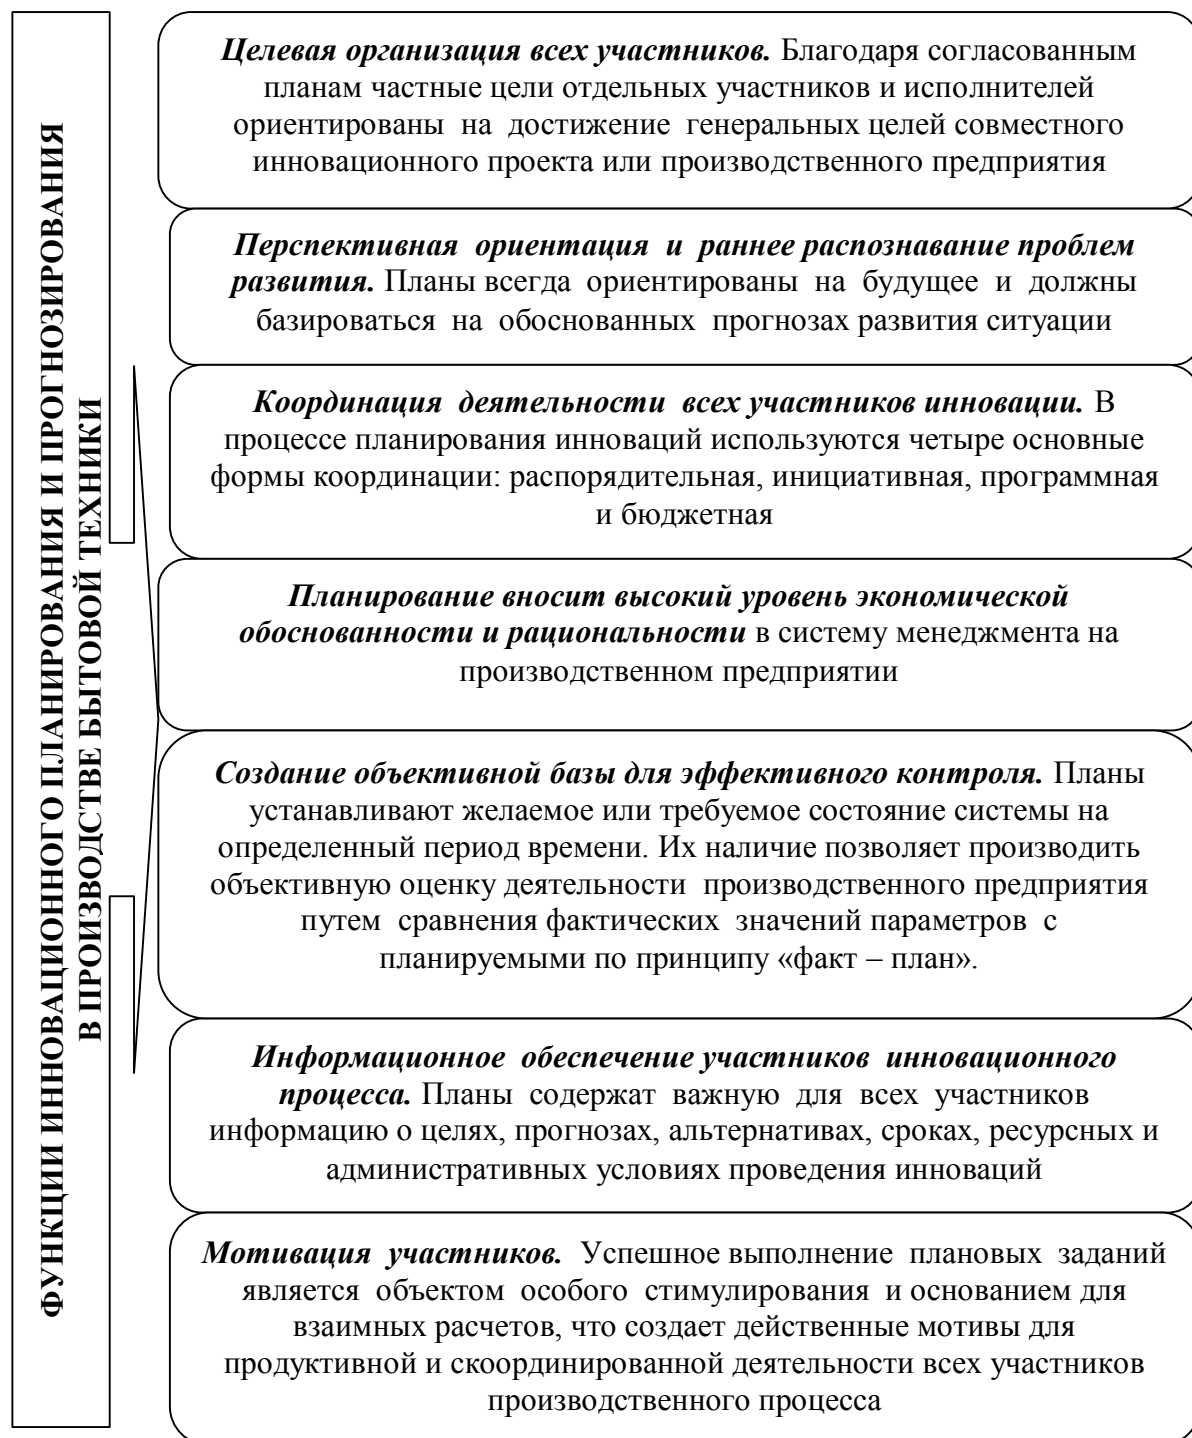 ФУНКЦИИ ИННОВАЦИОННОГО ПЛАНИРОВАНИЯ И ПРОГНОЗИРОВАНИЯ
В ПРОИЗВОДСТВЕ БЫТОВОЙ ТЕХНИКИ
Целевая организация всех участников. Благодаря согласованным
планам частные цели отдельных участников и исполнителей
ориентированы на достижение генеральных целей совместного
инновационного проекта или производственного предприятия
Перспективная ориентация и раннее распознавание проблем
развития. Планы всегда ориентированы на будущее и должны
базироваться на обоснованных прогнозах развития ситуации
Координация деятельности всех участников инновации. В
процессе планирования инноваций используются четыре основные
формы координации: распорядительная, инициативная, программная
и бюджетная
Планирование вносит высокий уровень экономической
обоснованности и рациональности в систему менеджмента на
производственном предприятии
Создание объективной базы для эффективного контроля. Планы
устанавливают желаемое или требуемое состояние системы на
определенный период времени. Их наличие позволяет производить
объективную оценку деятельности производственного предприятия
путем сравнения фактических значений параметров с
планируемыми по принципу «факт – план».
Информационное обеспечение участников инновационного
процесса. Планы содержат важную для всех участников
информацию о целях, прогнозах, альтернативах, сроках, ресурсных и
административных условиях проведения инноваций
Мотивация участников. Успешное выполнение плановых заданий
является объектом особого стимулирования и основанием для
взаимных расчетов, что создает действенные мотивы для
продуктивной и скоординированной деятельности всех участников
производственного процесса